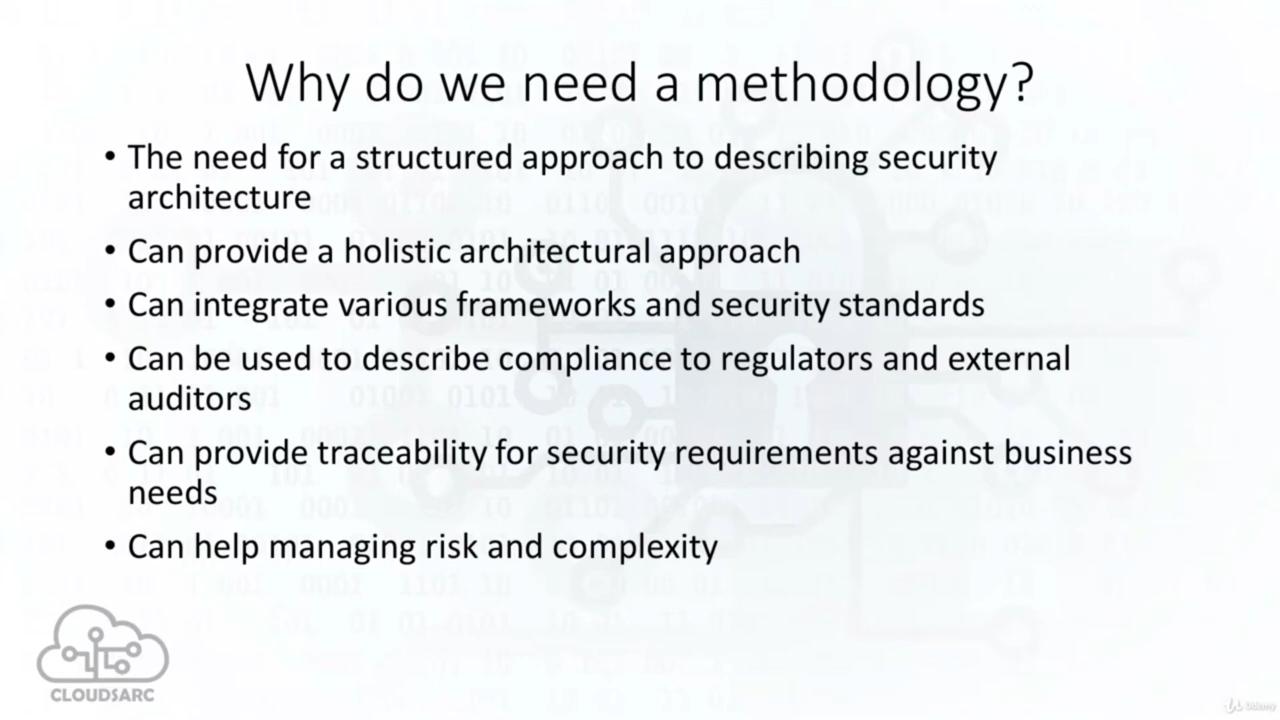 Why do we need a methodology?
• The need for a structured approach to describing security
architecture
• Can provide a holistic architectural approach
• Can integrate various frameworks and security standards
• Can be used to describe compliance to regulators and external
auditors
• Can provide traceability for security requirements against business
needs
• Can help managing risk and complexity
CLOUDSARC
Udemy